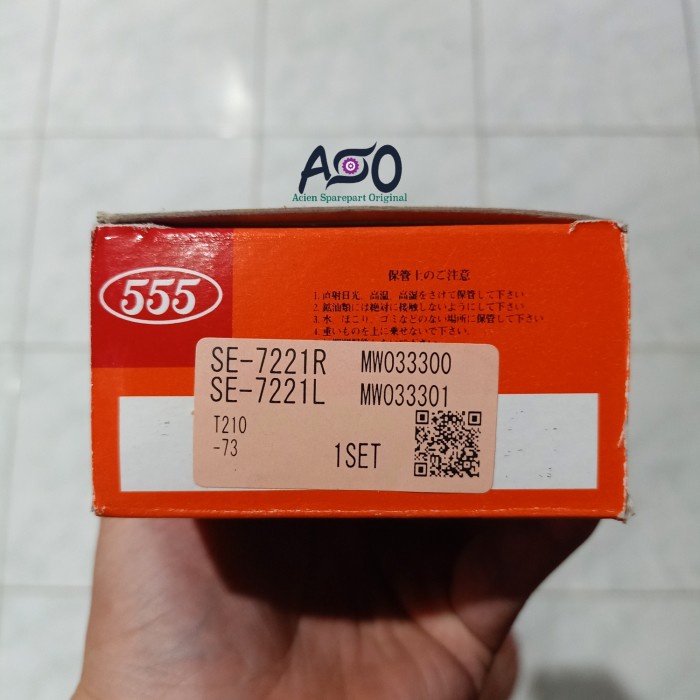 ASO
Acien Sparepart Original
555
保管上のご注意
1. 直射日光、高温、高湿をさけて保管して下さい
2. 鉱油類には絶対に接触しないようにして下さい
3. 水、ほこり、ゴミなどのない場所に保管して下さい
4. 重いものを上に乗せないで下さい.
SE-7221R MW033300
SE-7221L MW033301
T210
-73
1SET